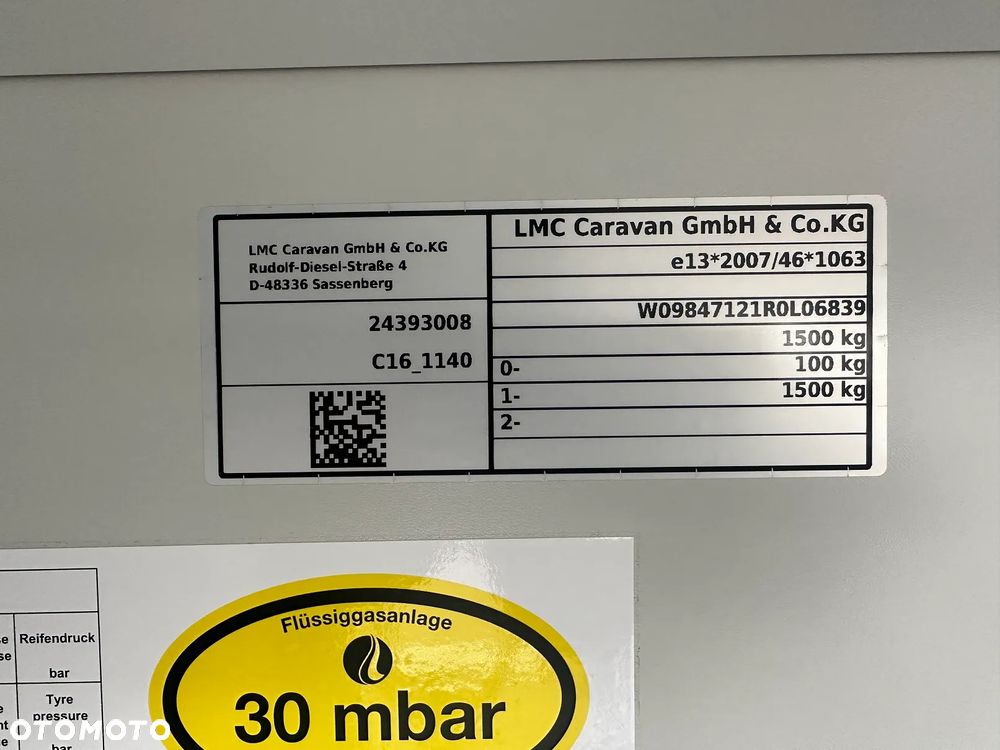 LMC Caravan GmbH & Co.KG
Rudolf-Diesel-Straße 4
D-48336 Sassenberg
24393008
C16_1140
LMC Caravan GmbH & Co.KG
e13*2007/46*1063
W09847121R0L06839
1500 kg
0- 100 kg
1- 1500 kg
2-
Reifendruck
bar
Tyre
pressure
bar
Flüssiggasanlage
30 mbar
OTOMOTO